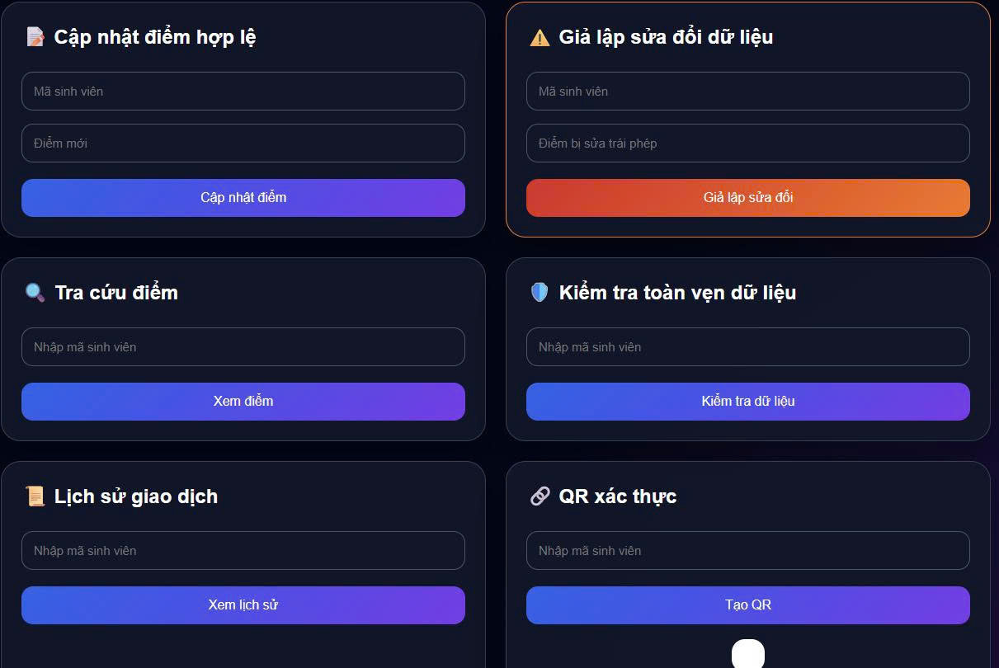 Cập nhật điểm hợp lệ
Mã sinh viên
Điểm mới
Cập nhật điểm
Giả lập sửa đổi dữ liệu
Mã sinh viên
Điểm bị sửa trái phép
Giả lập sửa đổi
Tra cứu điểm
Nhập mã sinh viên
Xem điểm
Kiểm tra toàn vẹn dữ liệu
Nhập mã sinh viên
Kiểm tra dữ liệu
Lịch sử giao dịch
Nhập mã sinh viên
Xem lịch sử
QR xác thực
Nhập mã sinh viên
Tạo QR